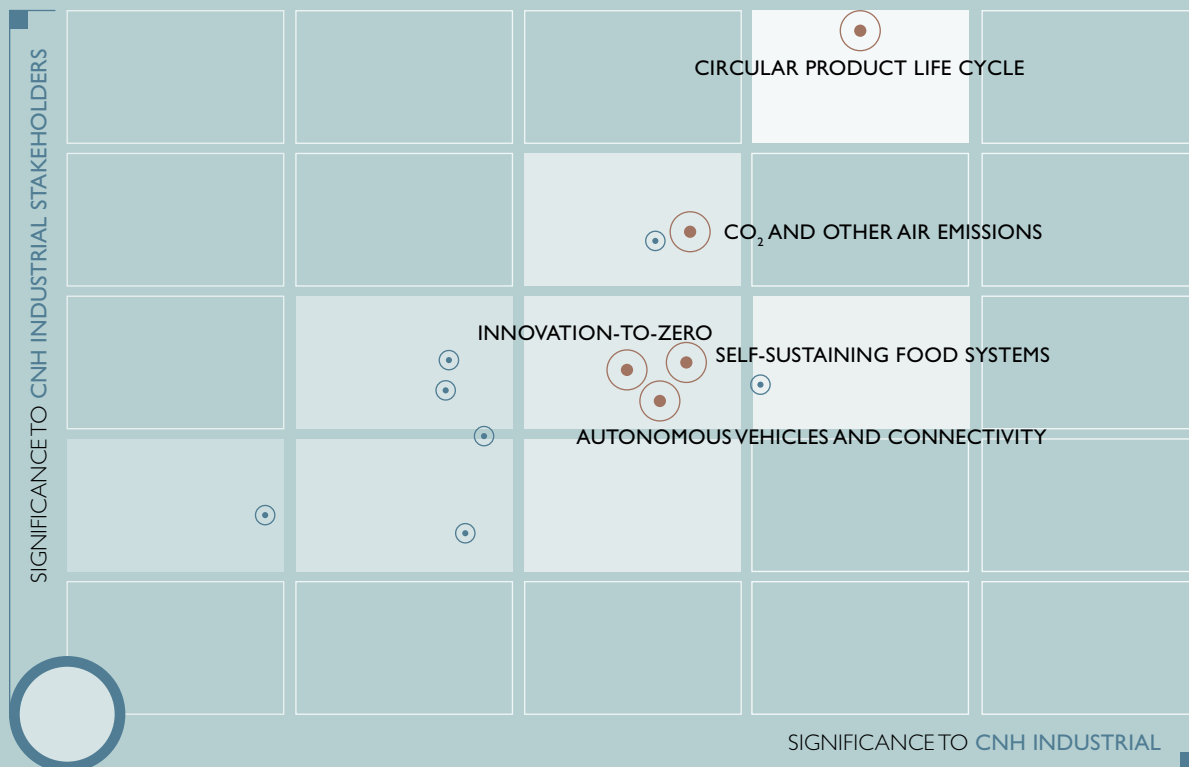 SIGNIFICANCE TO CNH INDUSTRIAL STAKEHOLDERS
CIRCULAR PRODUCT LIFE CYCLE
CO₂ AND OTHER AIR EMISSIONS
INNOVATION-TO-ZERO
SELF-SUSTAINING FOOD SYSTEMS
AUTONOMOUS VEHICLES AND CONNECTIVITY
SIGNIFICANCE TO CNH INDUSTRIAL